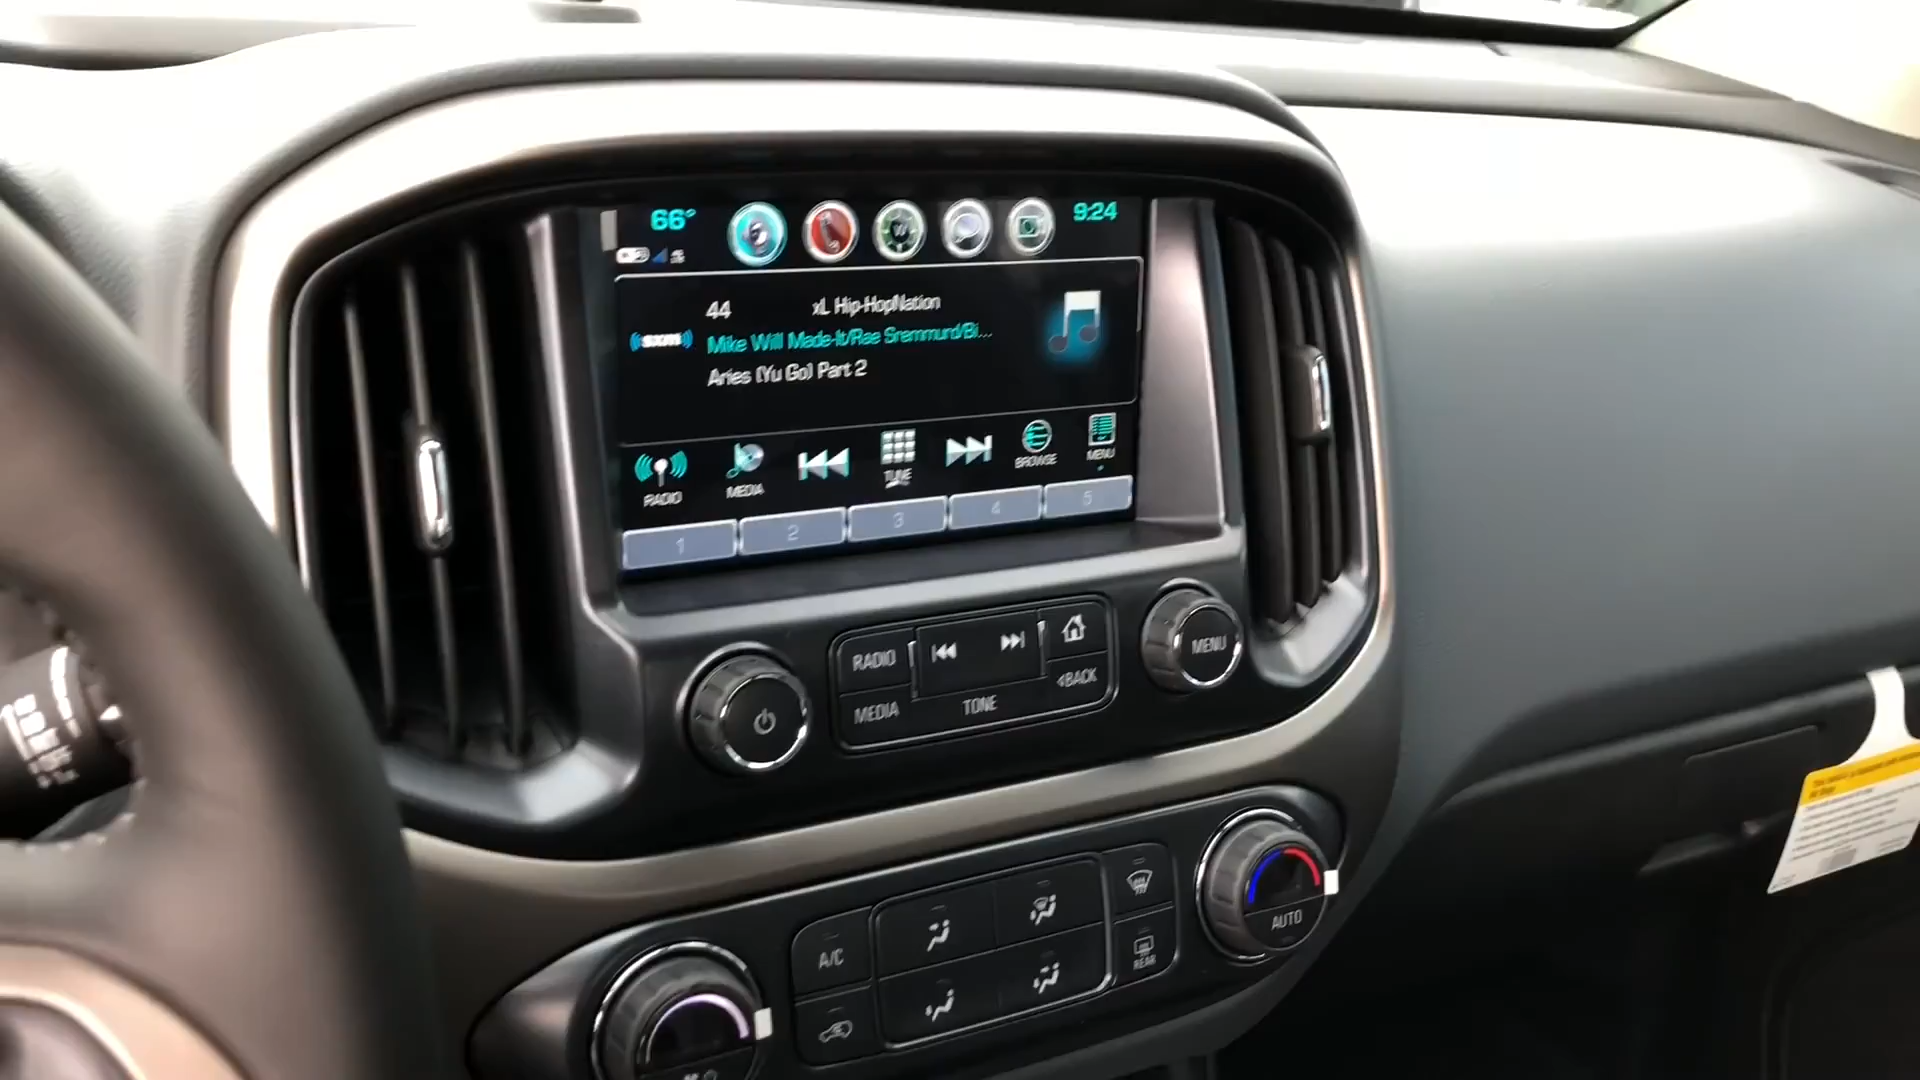 66° 9:24
44 xL Hip-HopNation
((sxm))
Mike Will Made-It/Rae Sremmurd/Bi...
Aries (Yu Go) Part 2
RADIO MEDIA TUNE BROWSE MENU
1 2 3 4 5
RADIO
MEDIA TONE <BACK
MENU
A/C
REAR
AUTO